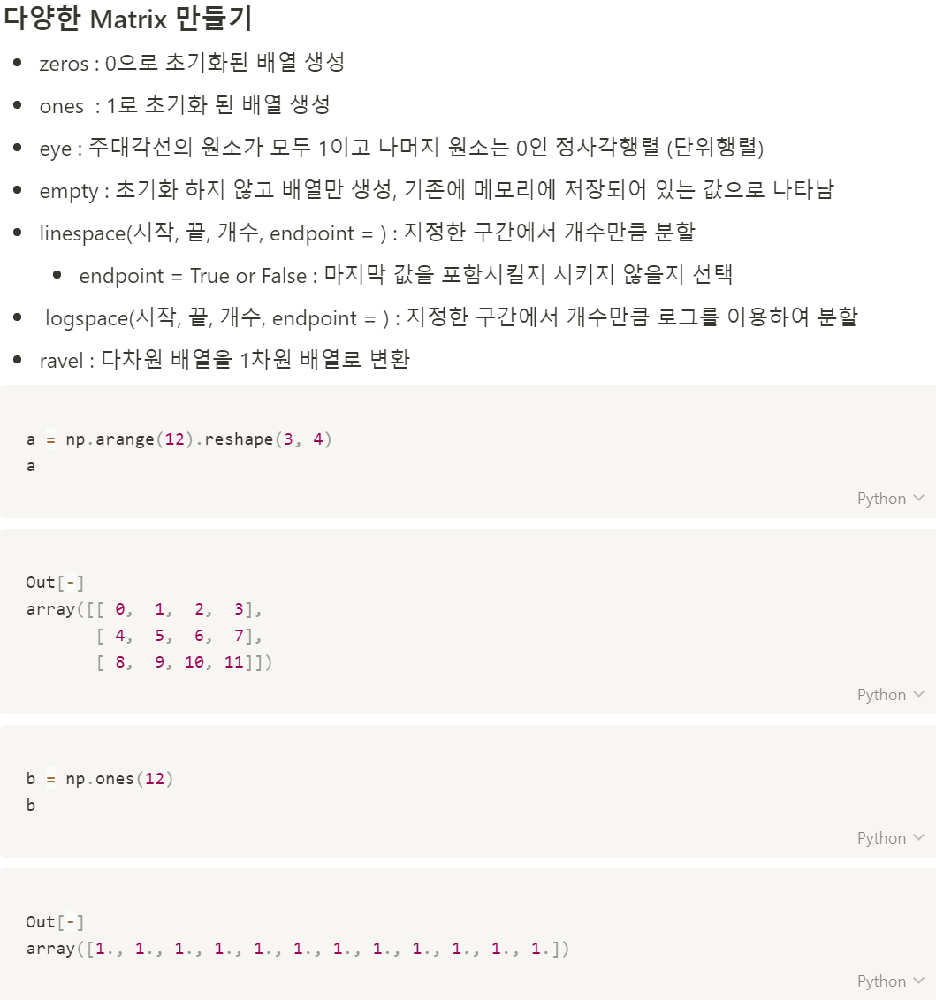 다양한 Matrix 만들기
zeros : 0으로 초기화된 배열 생성
ones  : 1로 초기화 된 배열 생성
eye : 주대각선의 원소가 모두 1이고 나머지 원소는 0인 정사각행렬 (단위행렬)
empty : 초기화 하지 않고 배열만 생성, 기존에 메모리에 저장되어 있는 값으로 나타남
linespace(시작, 끝, 개수, endpoint = ) : 지정한 구간에서 개수만큼 분할
endpoint = True or False : 마지막 값을 포함시킬지 시키지 않을지 선택
logspace(시작, 끝, 개수, endpoint = ) : 지정한 구간에서 개수만큼 로그를 이용하여 분할
ravel : 다차원 배열을 1차원 배열로 변환
a = np.arange(12).reshape(3, 4)
a
Python
Out[-]
array([[ 0,  1,  2,  3],
       [ 4,  5,  6,  7],
       [ 8,  9, 10, 11]])
Python
b = np.ones(12)
b
Python
Out[-]
array([1., 1., 1., 1., 1., 1., 1., 1., 1., 1., 1., 1.])
Python